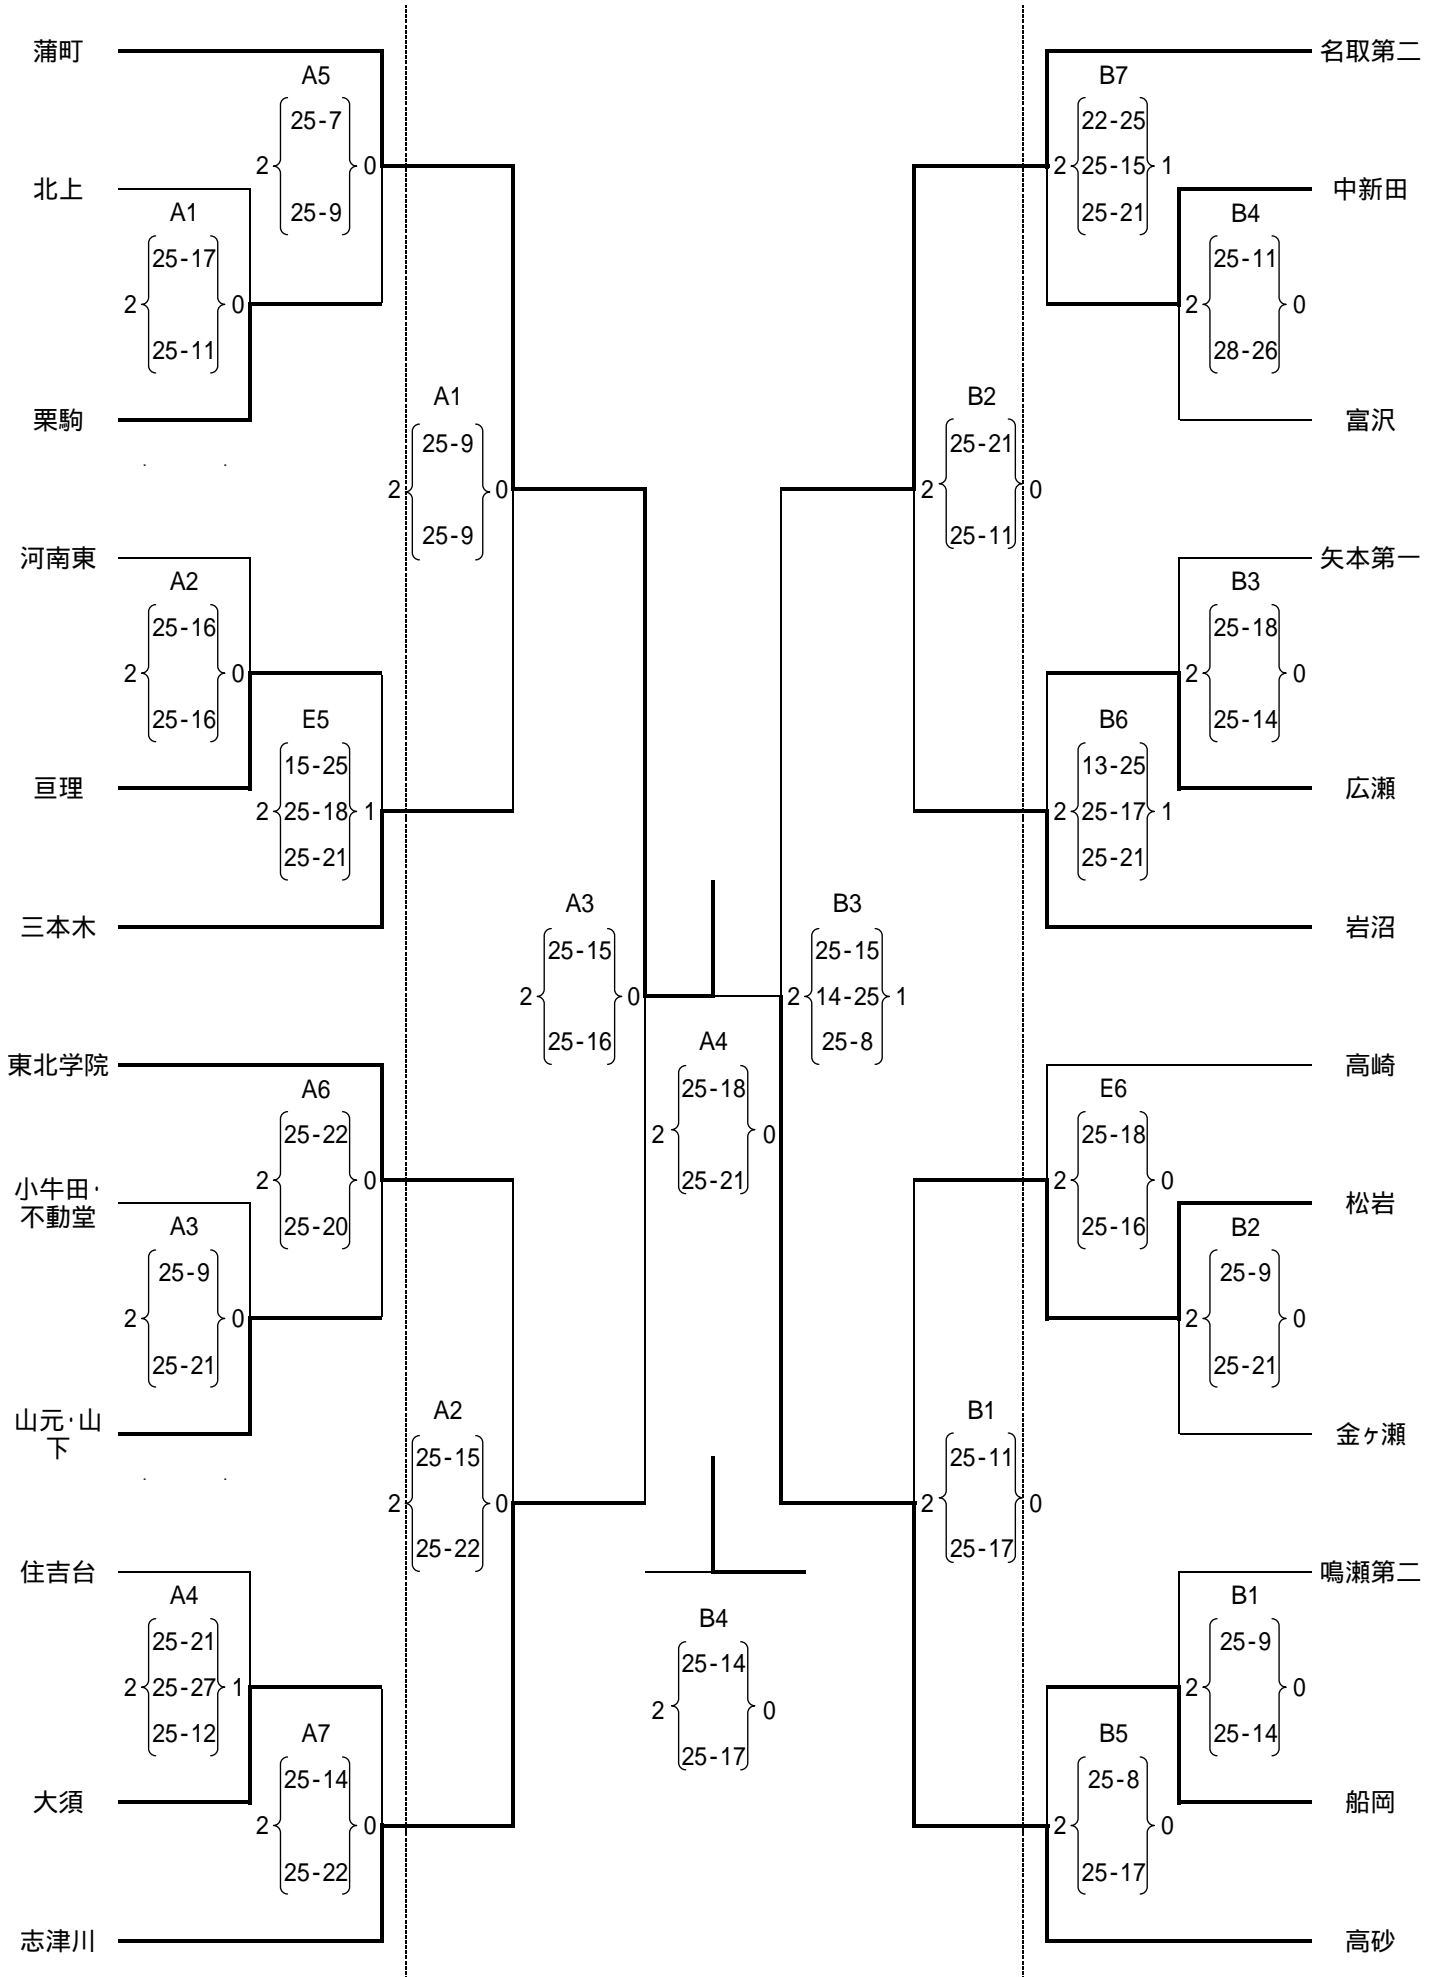 蒲町
A5
25-7
2 0
25-9
北上
A1
25-17
2 0
25-11
栗駒
A1
25-9
2 0
25-9
河南東
A2
25-16
2 0
25-16
亘理
E5
15-25
2 25-18 1
25-21
三本木
A3
25-15
2 0
25-16
東北学院
A6
25-22
2 0
25-20
小牛田・
不動堂
A3
25-9
2 0
25-21
山元・山
下
A2
25-15
2 0
25-22
住吉台
A4
25-21
2 25-27 1
25-12
大須
A7
25-14
2 0
25-22
志津川
A4
25-18
2 0
25-21
B4
25-14
2 0
25-17
名取第二
B7
22-25
2 25-15 1
25-21
中新田
B4
25-11
2 0
28-26
富沢
B2
25-21
2 0
25-11
矢本第一
B3
25-18
2 0
25-14
広瀬
B6
13-25
2 25-17 1
25-21
岩沼
B3
25-15
2 14-25 1
25-8
高崎
E6
25-18
2 0
25-16
松岩
B2
25-9
2 0
25-21
金ヶ瀬
B1
25-11
2 0
25-17
鳴瀬第二
B1
25-9
2 0
25-14
船岡
B5
25-8
2 0
25-17
高砂